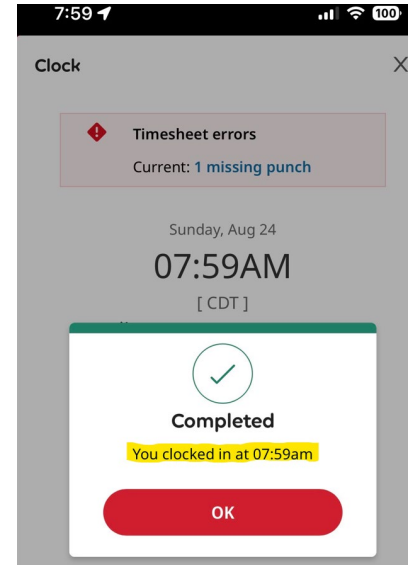 7:59
100
Clock
X
Timesheet errors
Current: 1 missing punch
Sunday, Aug 24
07:59AM
[ CDT ]
Completed
You clocked in at 07:59am
OK